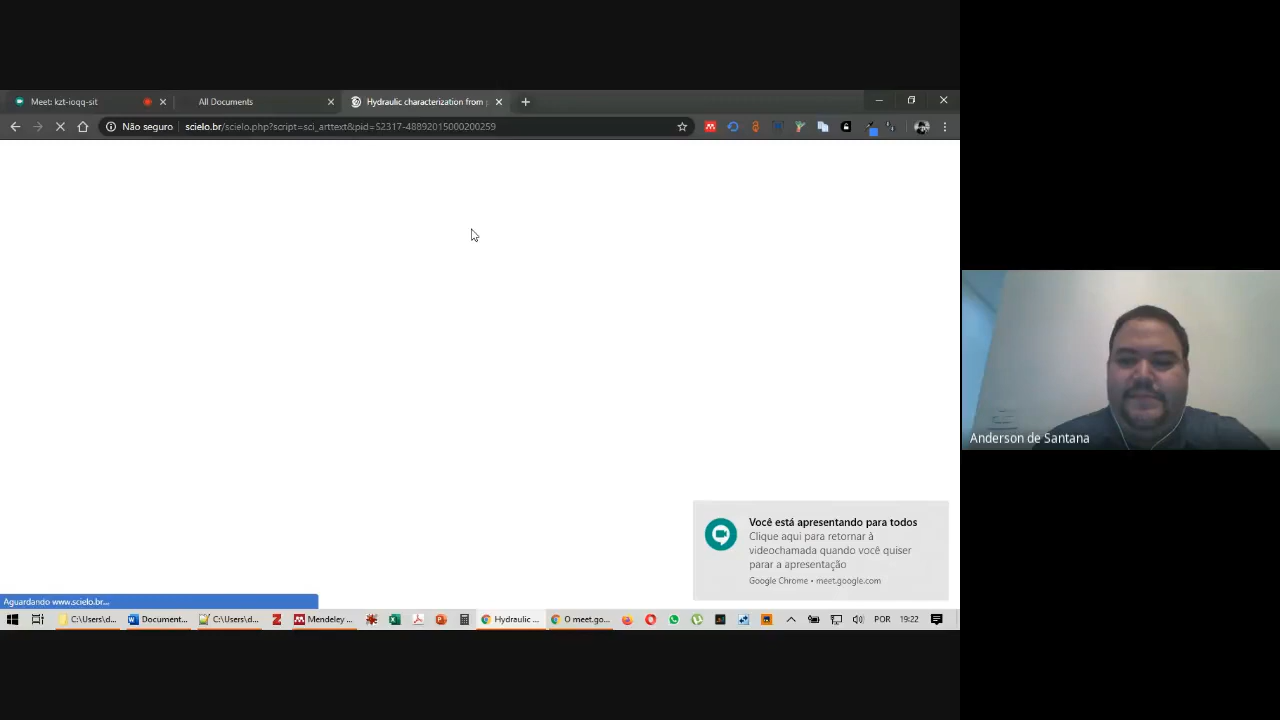 Meet: kzt-ioqq-sit
All Documents
Hydraulic characterization from
Não seguro
scielo.br/scielo.php?script=sci_arttext&pid=S2317-48892015000200259
Anderson de Santana
Você está apresentando para todos
Clique aqui para retornar à
videochamada quando você quiser
parar a apresentação
Google Chrome • meet.google.com
Aguardando www.scielo.br...
C:\Users\d...
Document...
C:\Users\d...
Mendeley ...
Hydraulic ...
O meet.go...
POR
19:22